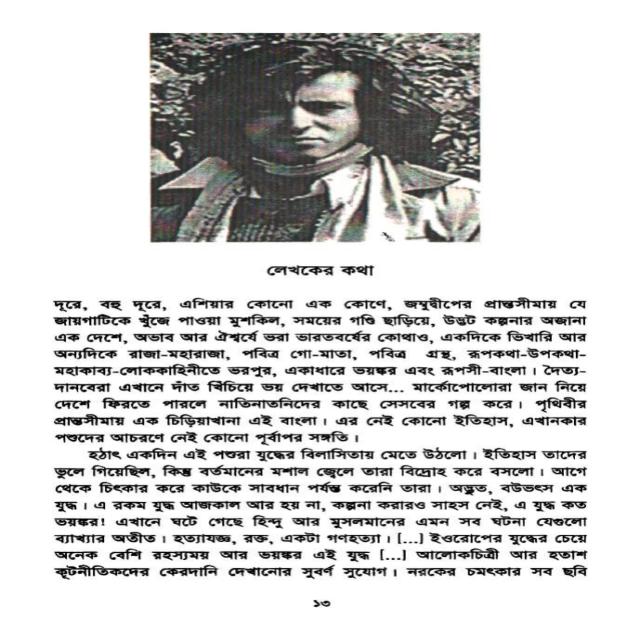 লেখকের কথা
দূরে, বহু দূরে, এশিয়ার কোনো এক কোণে, জম্বুদ্বীপের প্রান্তসীমায় যে
জায়গাটিকে খুঁজে পাওয়া মুশকিল, সময়ের গণ্ডি ছাড়িয়ে, উদ্ভট কল্পনার অজানা
এক দেশে, অভাব আর ঐশ্বর্যে ভরা ভারতবর্ষের কোথাও, একদিকে ভিখারি আর
অন্যদিকে রাজা-মহারাজা, পবিত্র গো-মাতা, পবিত্র গ্রন্থ, রূপকথা-উপকথা-
মহাকাব্য-লোককাহিনীতে ভরপুর, একাধারে ভয়ঙ্কর এবং রূপসী-বাংলা। দৈত্য-
দানবেরা এখানে দাঁত খিঁচিয়ে ভয় দেখাতে আসে... মার্কোপোলোরা জান নিয়ে
দেশে ফিরতে পারলে নাতিনাতনিদের কাছে সেসবের গল্প করে। পৃথিবীর
প্রান্তসীমায় এক চিড়িয়াখানা এই বাংলা। এর নেই কোনো ইতিহাস, এখানকার
পশুদের আচরণে নেই কোনো পূর্বাপর সঙ্গতি।
হঠাৎ একদিন এই পশুরা যুদ্ধের বিলাসিতায় মেতে উঠলো। ইতিহাস তাদের
ভুলে গিয়েছিল, কিন্তু বর্তমানের মশাল জ্বেলে তারা বিদ্রোহ করে বসলো। আগে
থেকে চিৎকার করে কাউকে সাবধান পর্যন্ত করেনি তারা। অদ্ভুত, বউভৎস এক
যুদ্ধ। এ রকম যুদ্ধ আজকাল আর হয় না, কল্পনা করারও সাহস নেই, এ যুদ্ধ কত
ভয়ঙ্কর! এখানে ঘটে গেছে হিন্দু আর মুসলমানের এমন সব ঘটনা যেগুলো
ব্যাখ্যার অতীত। হত্যাযজ্ঞ, রক্ত, একটা গণহত্যা। [...] ইওরোপের যুদ্ধের চেয়ে
অনেক বেশি রহস্যময় আর ভয়ঙ্কর এই যুদ্ধ [...] আলোকচিত্রী আর হতাশ
কূটনীতিকদের কেরদানি দেখানোর সুবর্ণ সুযোগ। নরকের চমৎকার সব ছবি
১৩